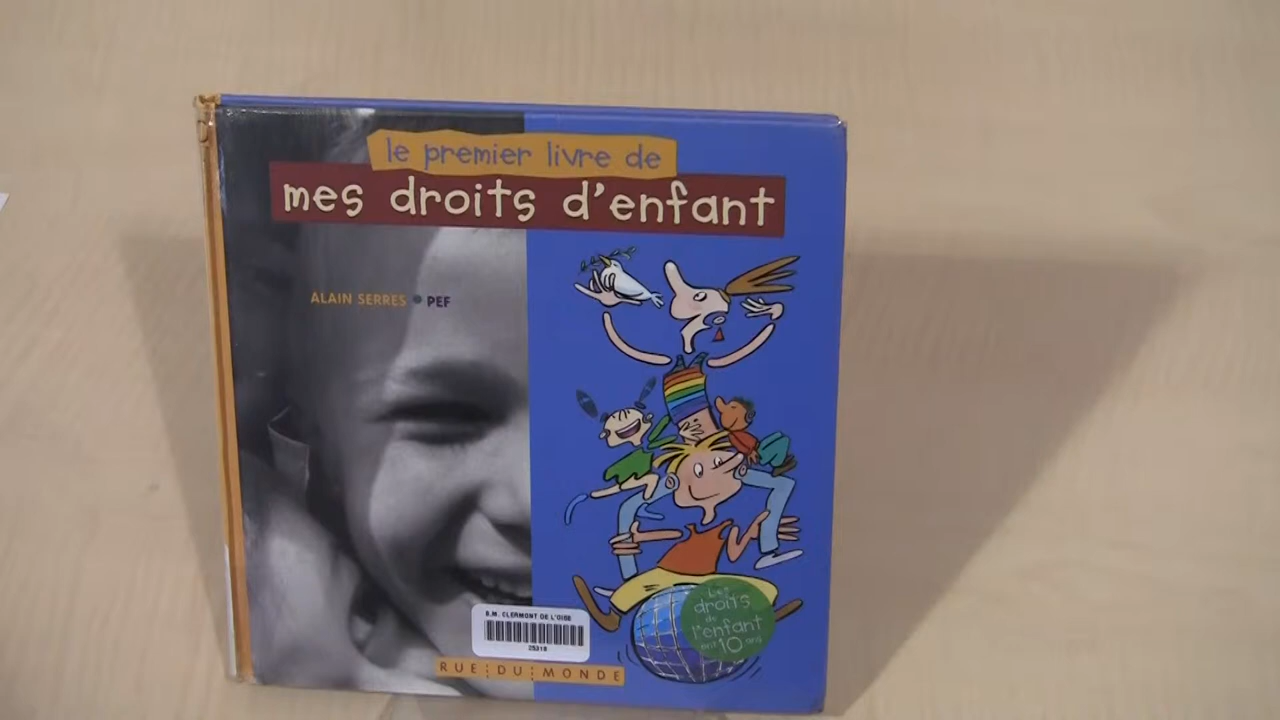 le premier livre de
mes droits d'enfant
ALAIN SERRES • PEF
Les
droits
de
l'enfant
ont 10 ans
B.M. CLERMONT DE L'OISE
25318
RUE DU MONDE